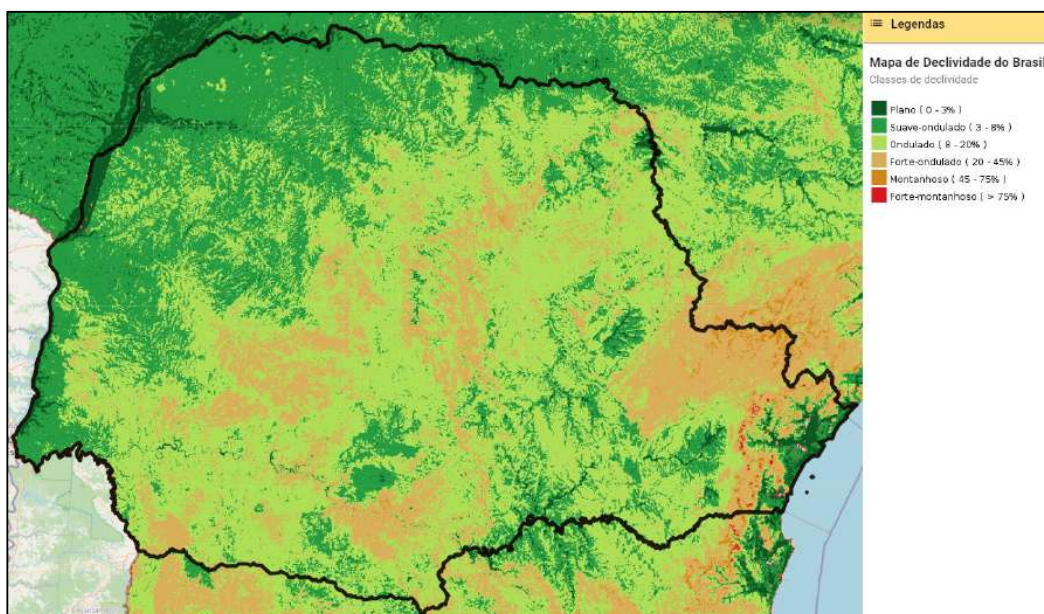 Legendas
Mapa de Declividade do Brasil
Classes de declividade
Plano ( 0 - 3% )
Suave-ondulado ( 3 - 8% )
Ondulado ( 8 - 20% )
Forte-ondulado ( 20 - 45% )
Montanhoso ( 45 - 75% )
Forte-montanhoso ( > 75% )